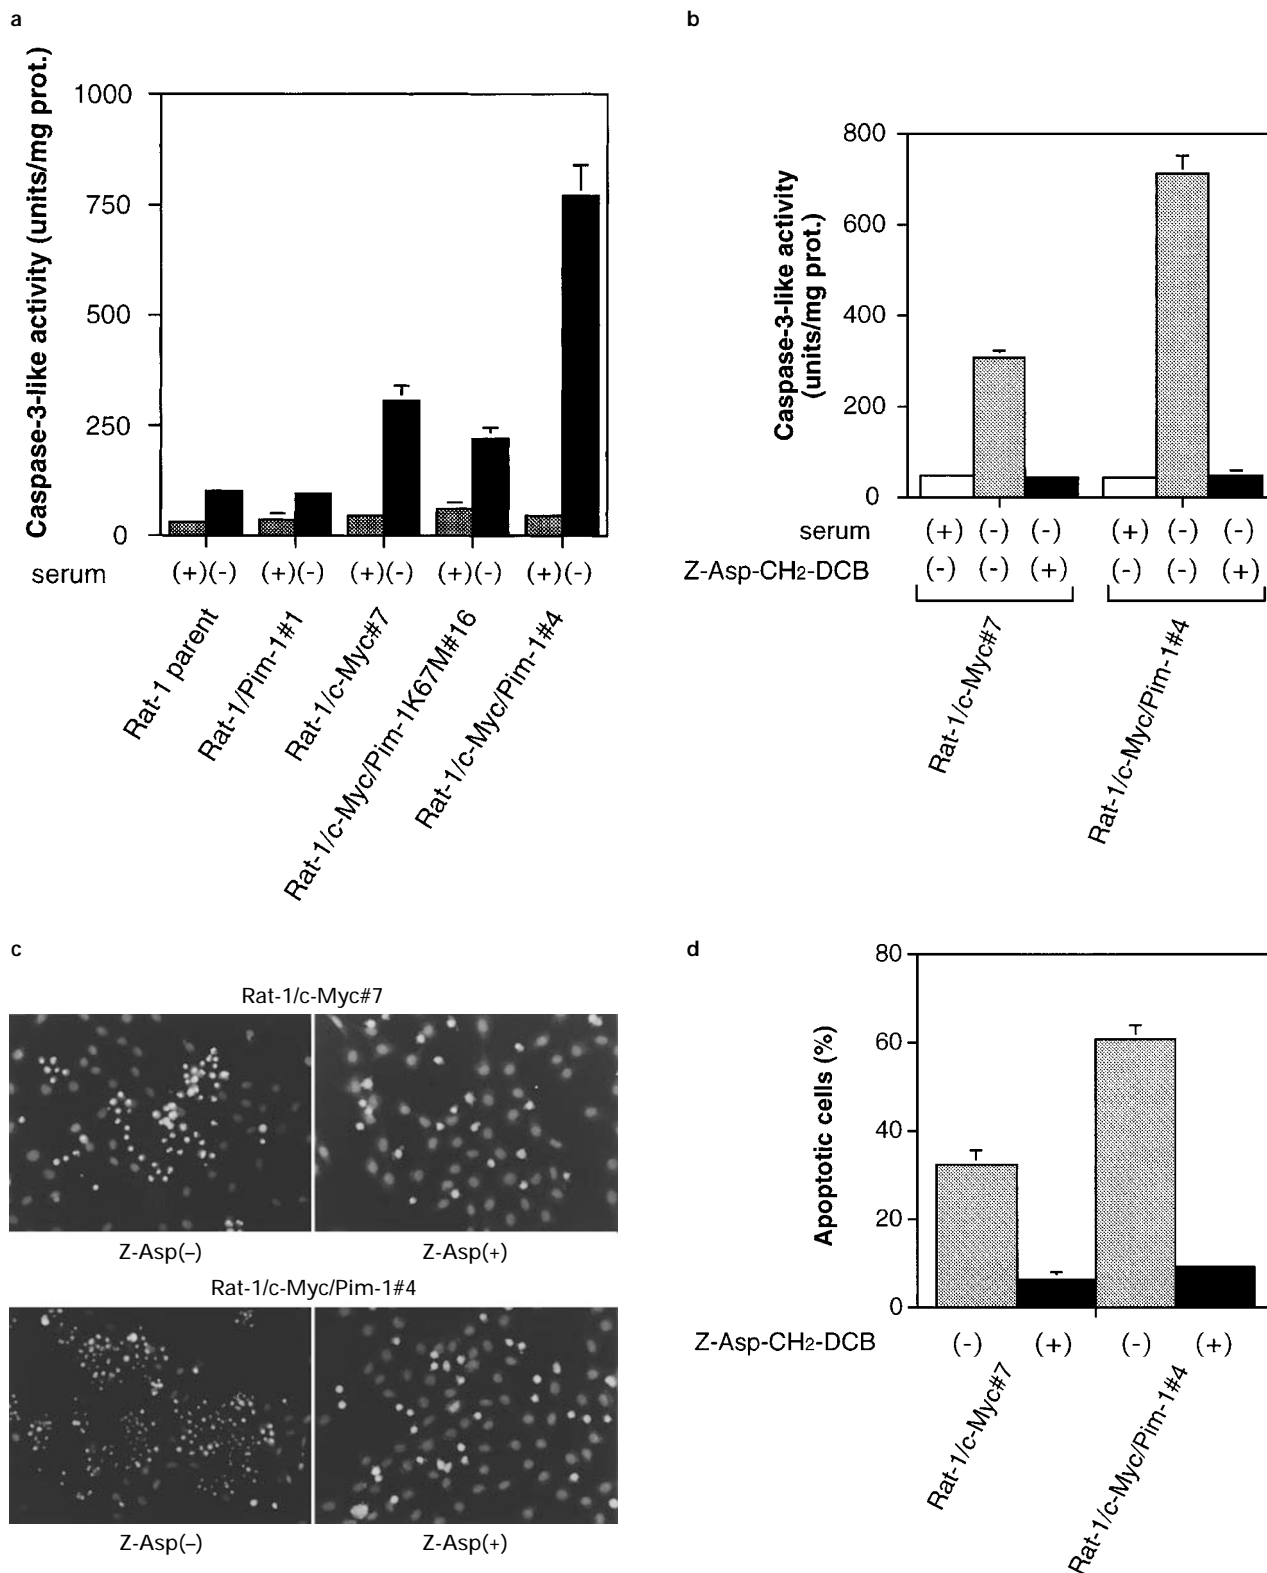 a
Caspase-3-like activity (units/mg prot.)
1000
750
500
250
0
serum
(+)(-) (+)(-) (+)(-) (+)(-) (+)(-)
Rat-1 parent
Rat-1/Pim-1#1
Rat-1/c-Myc#7
Rat-1/c-Myc/Pim-1K67M#16
Rat-1/c-Myc/Pim-1#4
b
Caspase-3-like activity
(units/mg prot.)
800
600
400
200
0
serum (+) (-) (-) (+) (-) (-)
Z-Asp-CH2-DCB (-) (-) (+) (-) (-) (+)
Rat-1/c-Myc#7
Rat-1/c-Myc/Pim-1#4
c
Rat-1/c-Myc#7
Z-Asp(–) Z-Asp(+)
Rat-1/c-Myc/Pim-1#4
Z-Asp(–) Z-Asp(+)
d
Apoptotic cells (%)
80
60
40
20
0
Z-Asp-CH2-DCB (-) (+) (-) (+)
Rat-1/c-Myc#7
Rat-1/c-Myc/Pim-1#4